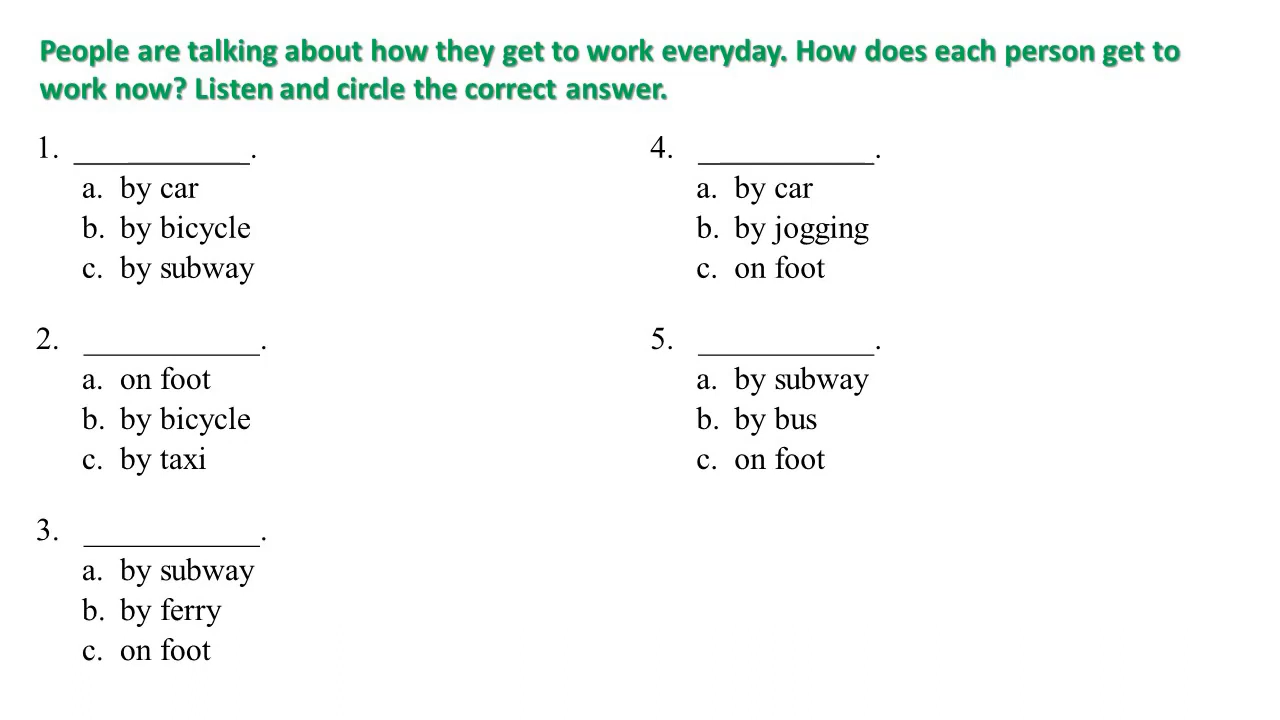 People are talking about how they get to work everyday. How does each person get to
work now? Listen and circle the correct answer.
1. ___________.
a. by car
b. by bicycle
c. by subway
2. ___________.
a. on foot
b. by bicycle
c. by taxi
3. ___________.
a. by subway
b. by ferry
c. on foot
4. ___________.
a. by car
b. by jogging
c. on foot
5. ___________.
a. by subway
b. by bus
c. on foot